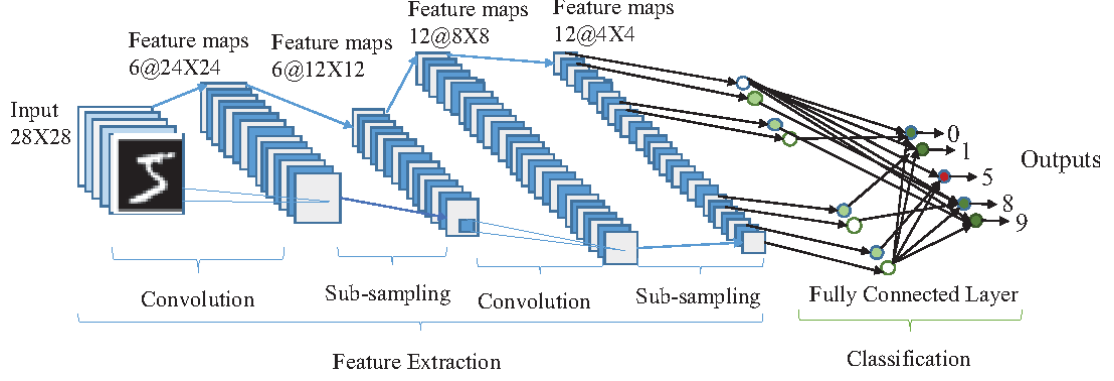 Input
28X28
Feature maps
6@24X24
Feature maps
6@12X12
Feature maps
12@8X8
Feature maps
12@4X4
0
1
5
8
9
Outputs
Convolution
Sub-sampling
Convolution
Sub-sampling
Fully Connected Layer
Feature Extraction
Classification